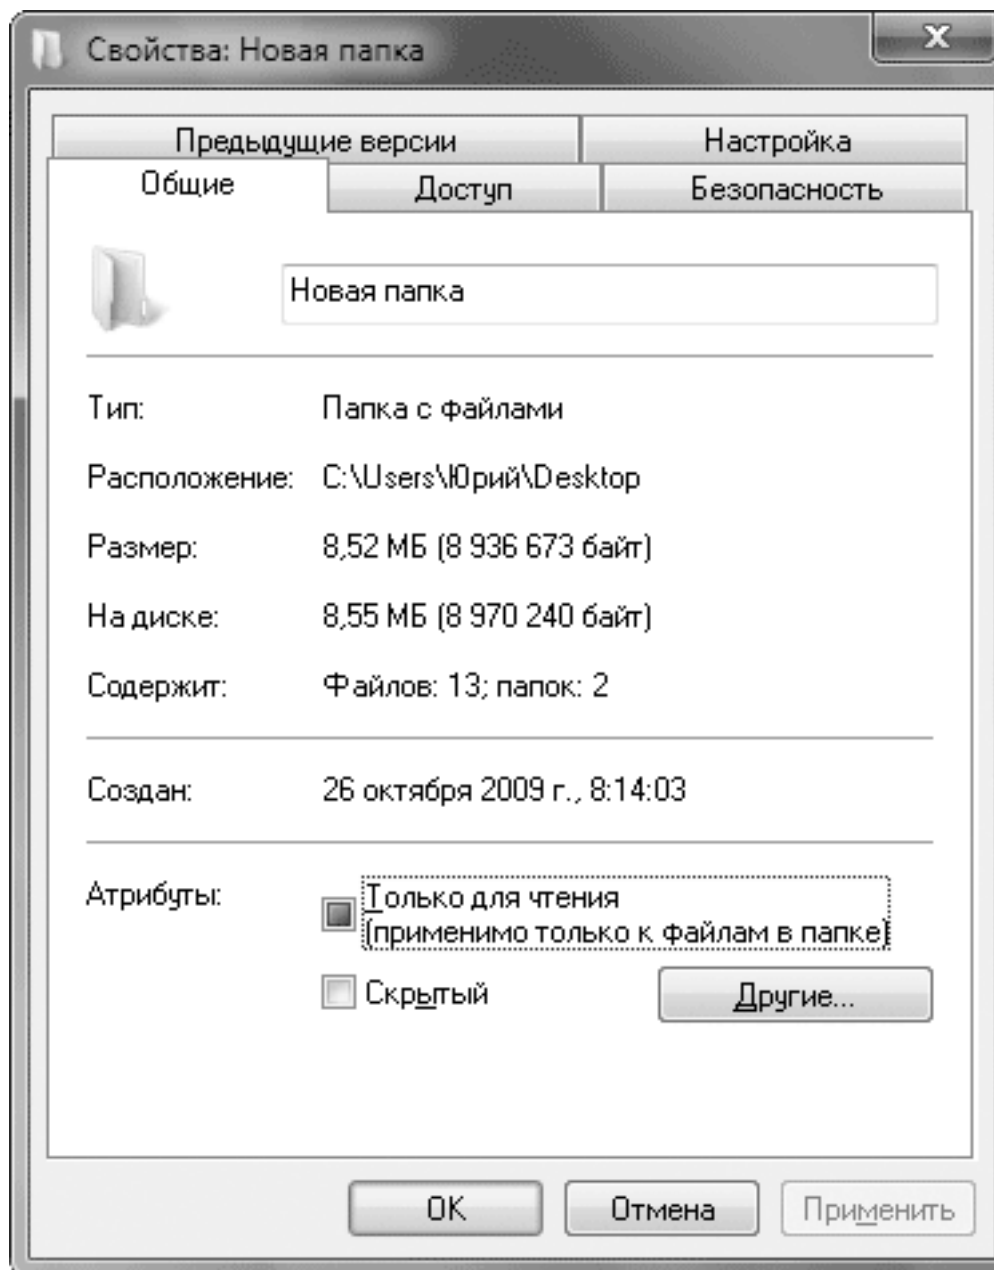 Свойства: Новая папка
Предыдущие версии Настройка
Общие Доступ Безопасность
Новая папка
Тип: Папка с файлами
Расположение: C:\Users\Юрий\Desktop
Размер: 8,52 МБ (8 936 673 байт)
На диске: 8,55 МБ (8 970 240 байт)
Содержит: Файлов: 13; папок: 2
Создан: 26 октября 2009 г., 8:14:03
Атрибуты: Только для чтения
(применимо только к файлам в папке)
Скрытый Другие...
ОК Отмена Применить